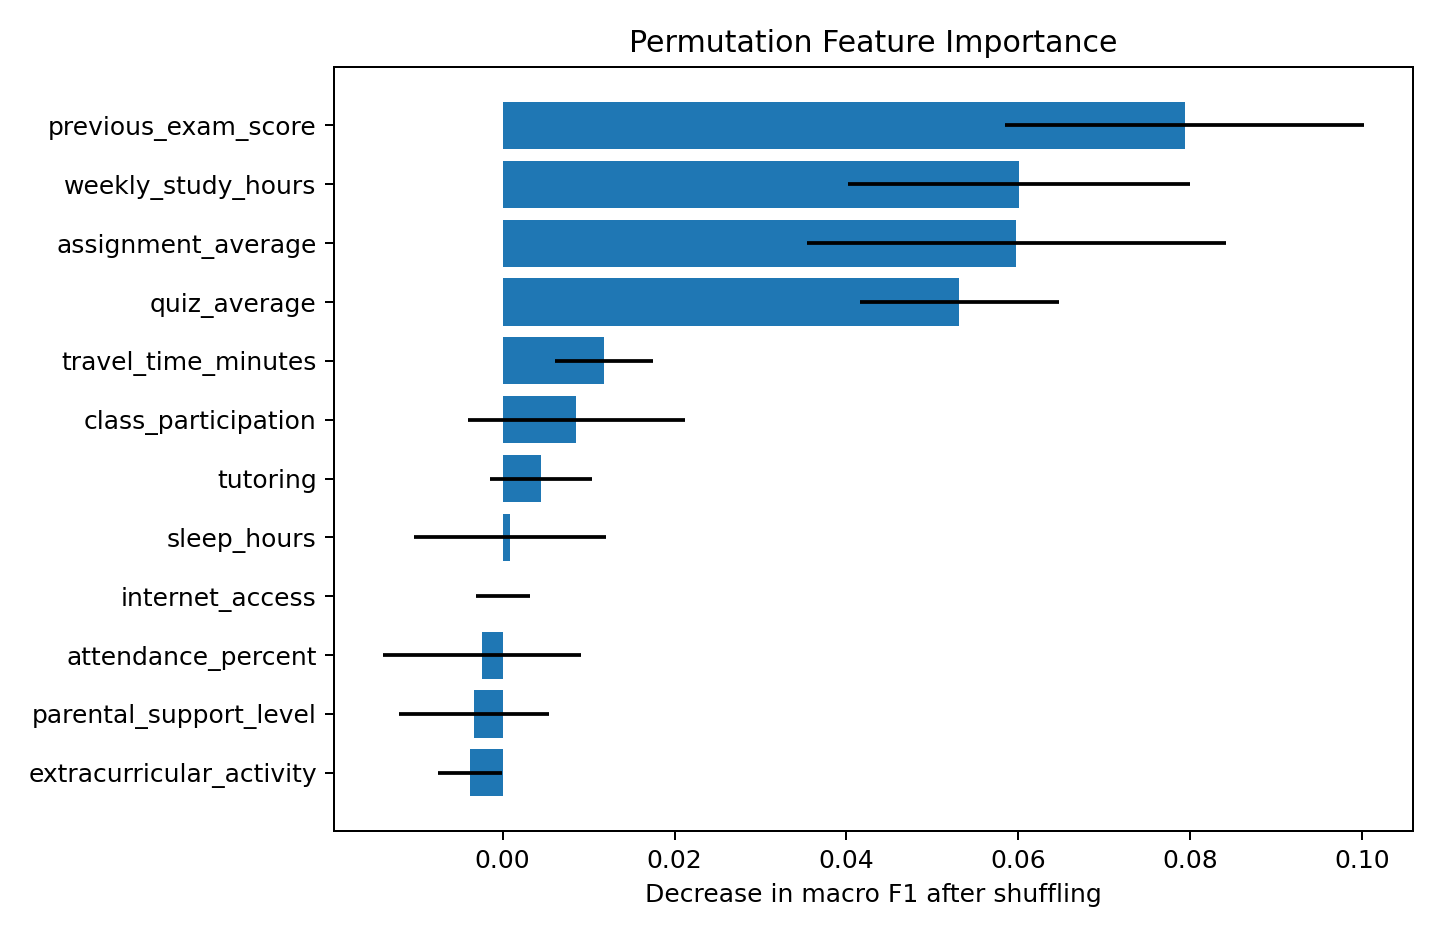 Permutation Feature Importance
previous_exam_score
weekly_study_hours
assignment_average
quiz_average
travel_time_minutes
class_participation
tutoring
sleep_hours
internet_access
attendance_percent
parental_support_level
extracurricular_activity
0.00 0.02 0.04 0.06 0.08 0.10
Decrease in macro F1 after shuffling